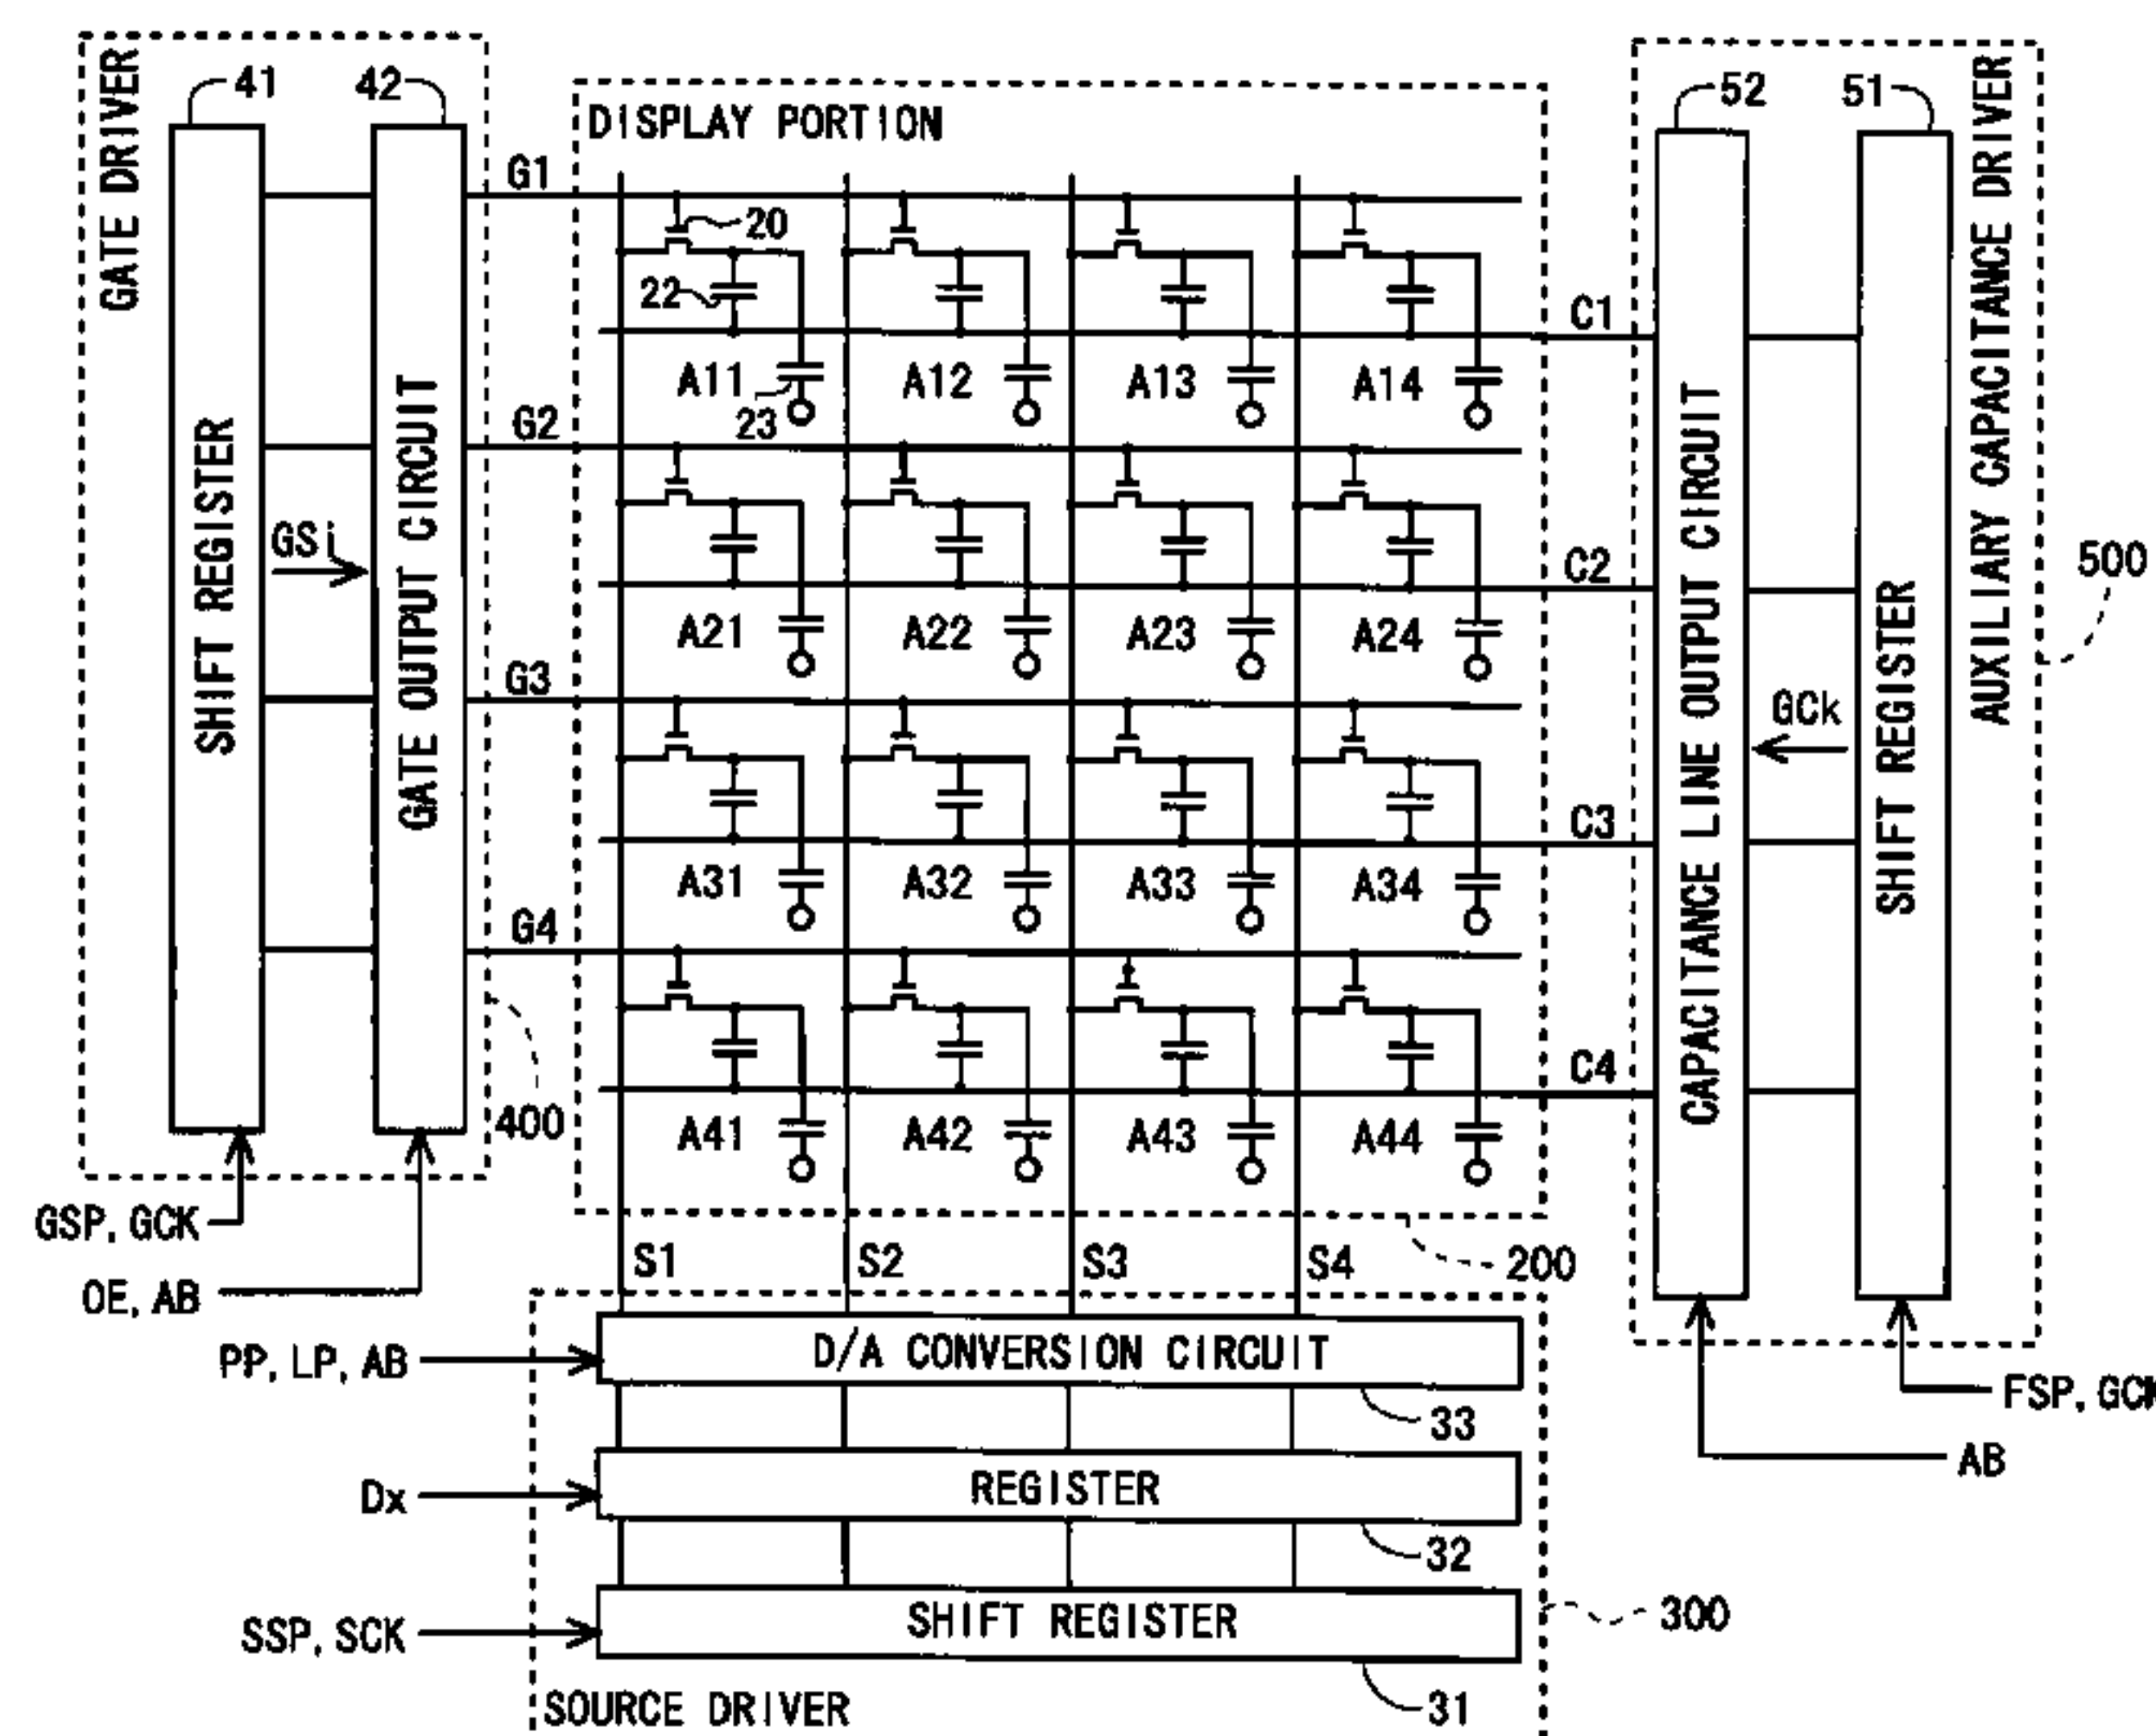 GATE DRIVER
41
42
SHIFT REGISTER
GSi
GATE OUTPUT CIRCUIT
400
GSP, GCK
OE, AB
DISPLAY PORTION
G1
20
22
C1
A11
23
A12
A13
A14
G2
C2
A21
A22
A23
A24
G3
C3
A31
A32
A33
A34
G4
C4
A41
A42
A43
A44
S1
S2
S3
S4
200
52
51
CAPACITANCE LINE OUTPUT CIRCUIT
GCk
SHIFT REGISTER
AUXILIARY CAPACITANCE DRIVER
500
FSP, GCK
AB
PP, LP, AB
D/A CONVERSION CIRCUIT
33
Dx
REGISTER
32
SSP, SCK
SHIFT REGISTER
300
31
SOURCE DRIVER